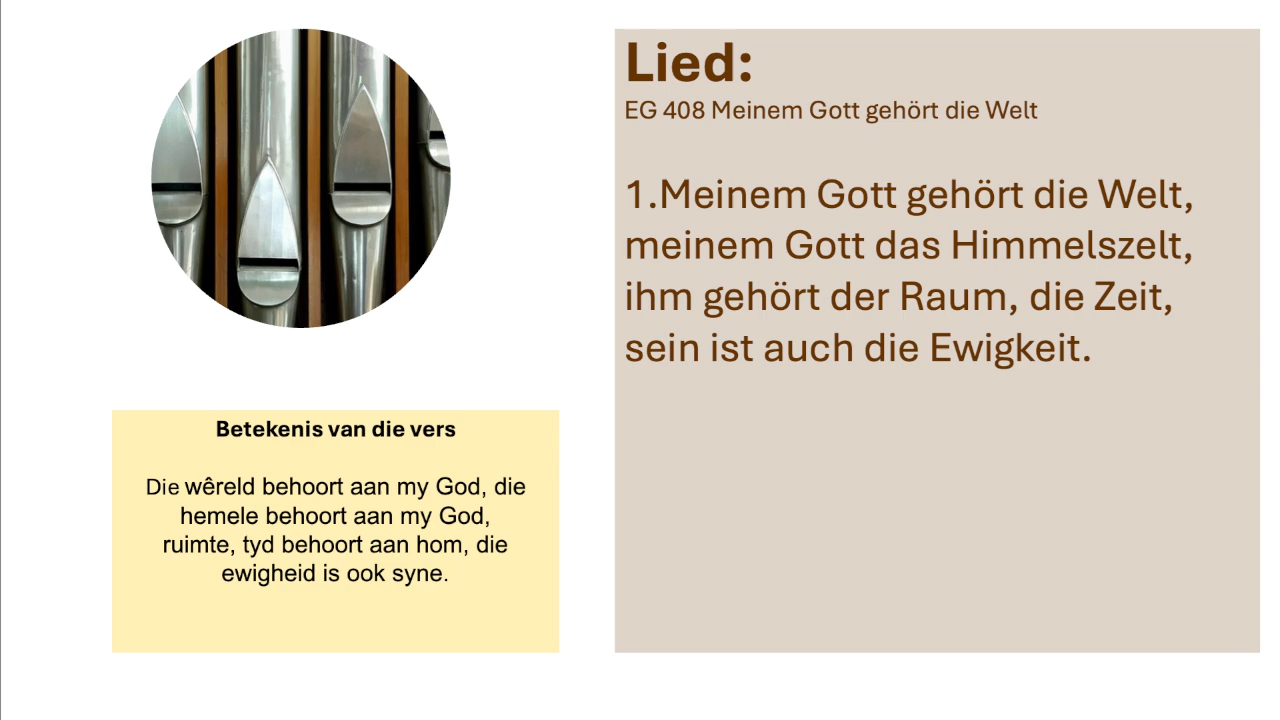 Lied:
EG 408 Meinem Gott gehört die Welt
1.Meinem Gott gehört die Welt,
meinem Gott das Himmelszelt,
ihm gehört der Raum, die Zeit,
sein ist auch die Ewigkeit.
Betekenis van die vers
Die wêreld behoort aan my God, die
hemele behoort aan my God,
ruimte, tyd behoort aan hom, die
ewigheid is ook syne.